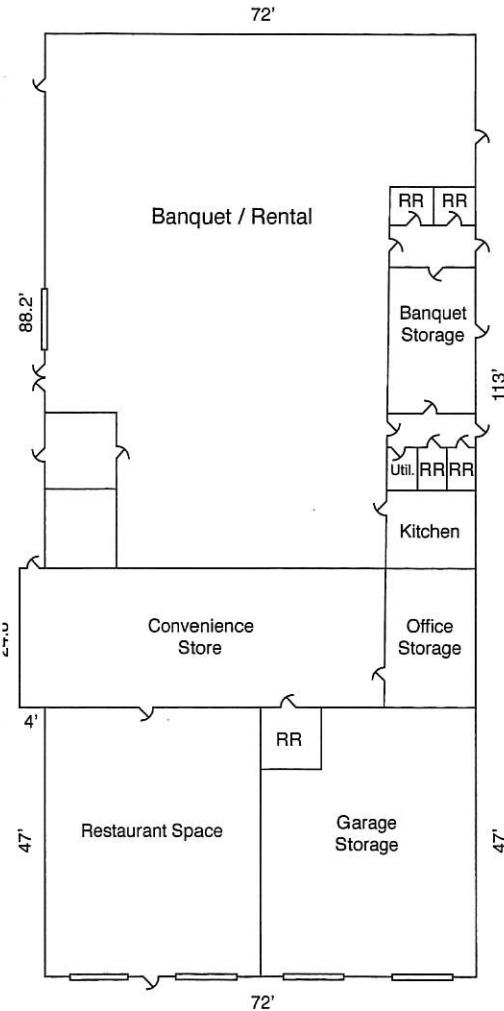 72'
RR RR
Banquet / Rental
88.2'
Banquet
Storage
113'
Util. RR RR
Kitchen
Convenience
Store
Office
Storage
4'
RR
47'
Restaurant Space
Garage
Storage
47'
72'